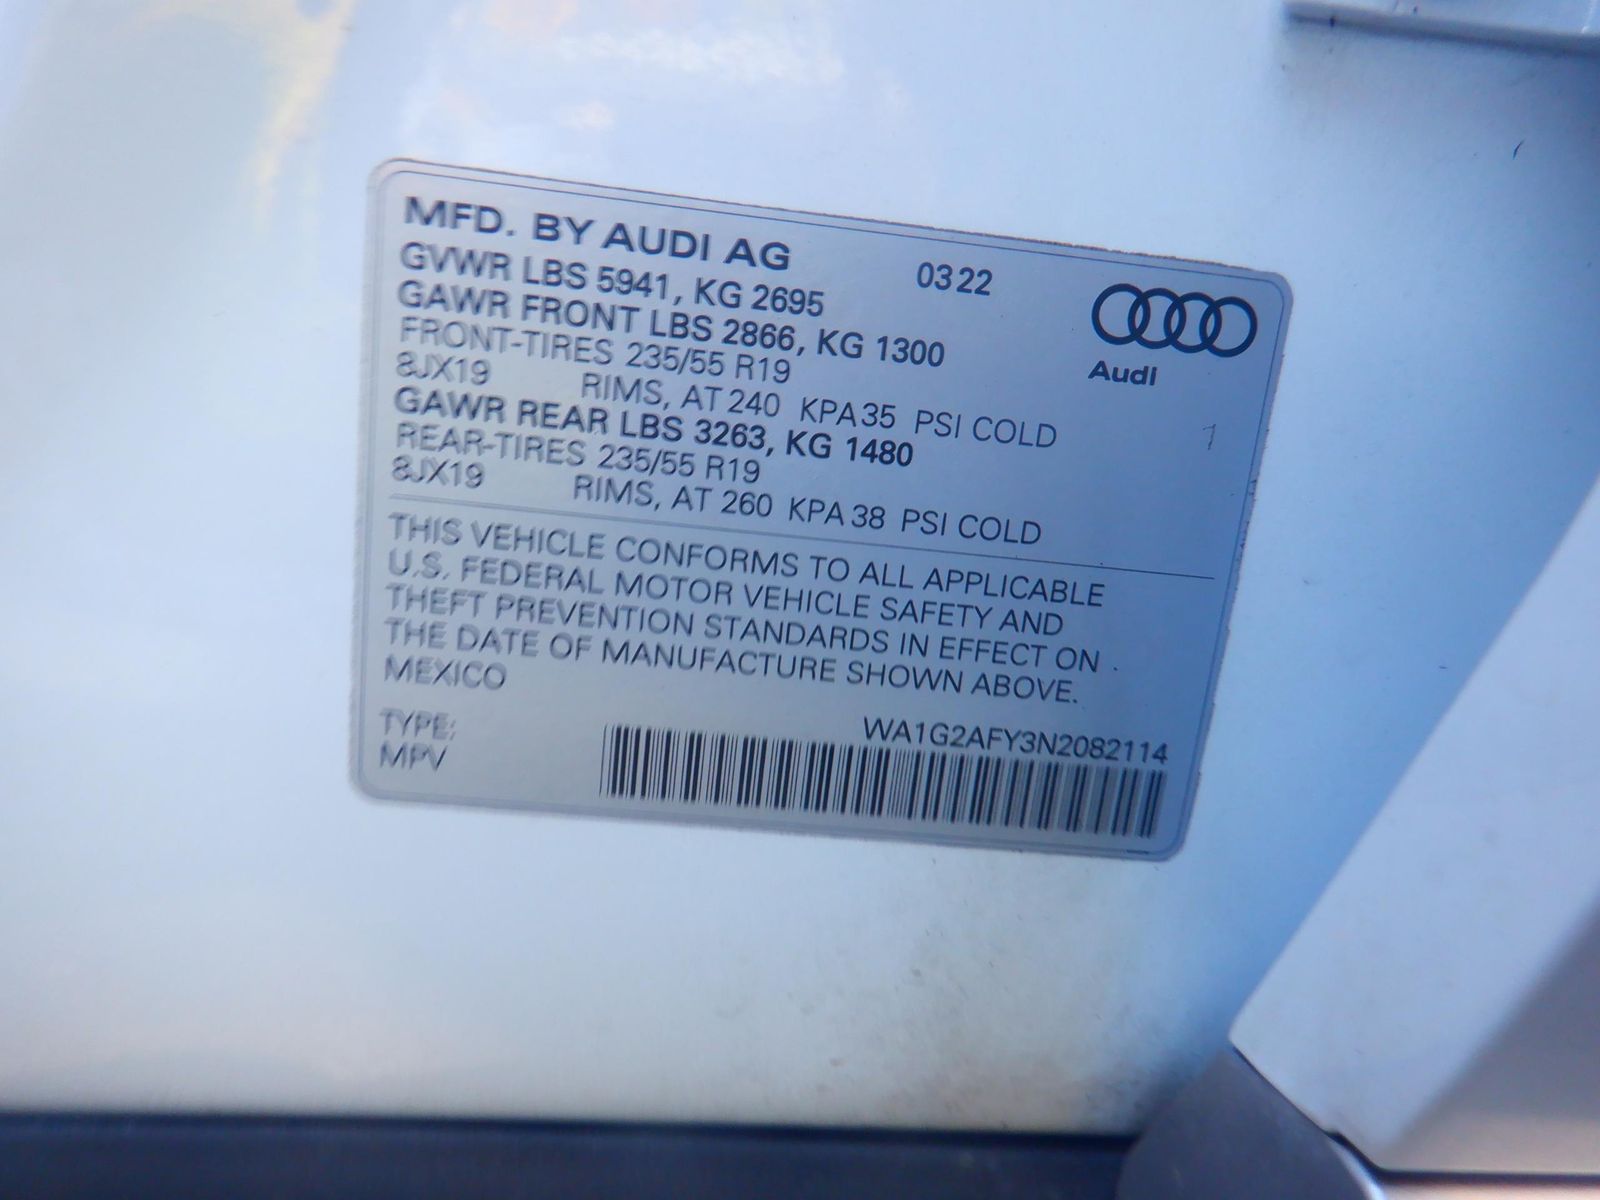 MFD. BY AUDI AG 0322
GVWR LBS 5941, KG 2695
GAWR FRONT LBS 2866, KG 1300
FRONT-TIRES 235/55 R19
8JX19 RIMS, AT 240 KPA 35 PSI COLD
GAWR REAR LBS 3263, KG 1480
REAR-TIRES 235/55 R19
8JX19 RIMS, AT 260 KPA 38 PSI COLD
Audi
1
THIS VEHICLE CONFORMS TO ALL APPLICABLE
U.S. FEDERAL MOTOR VEHICLE SAFETY AND
THEFT PREVENTION STANDARDS IN EFFECT ON
THE DATE OF MANUFACTURE SHOWN ABOVE.
MEXICO
TYPE:
MPV
WA1G2AFY3N2082114